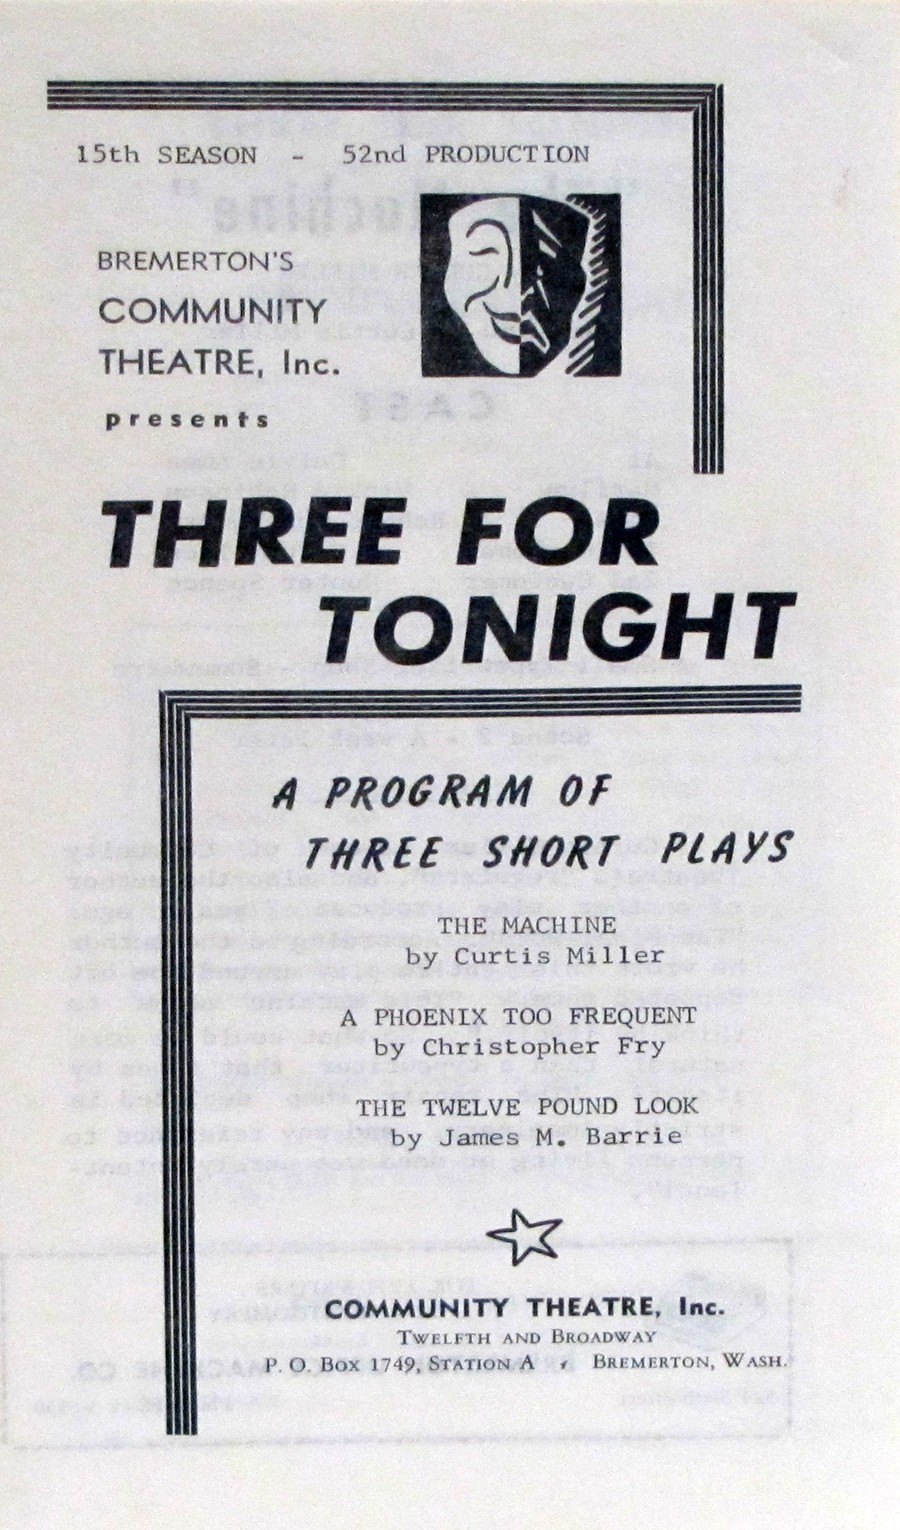 15th SEASON - 52nd PRODUCTION
BREMERTON'S
COMMUNITY
THEATRE, Inc.
presents
THREE FOR
TONIGHT
A PROGRAM OF
THREE SHORT PLAYS
THE MACHINE
by Curtis Miller
A PHOENIX TOO FREQUENT
by Christopher Fry
THE TWELVE POUND LOOK
by James M. Barrie
COMMUNITY THEATRE, Inc.
TWELFTH AND BROADWAY
P. O. BOX 1749, STATION A , BREMERTON, WASH.